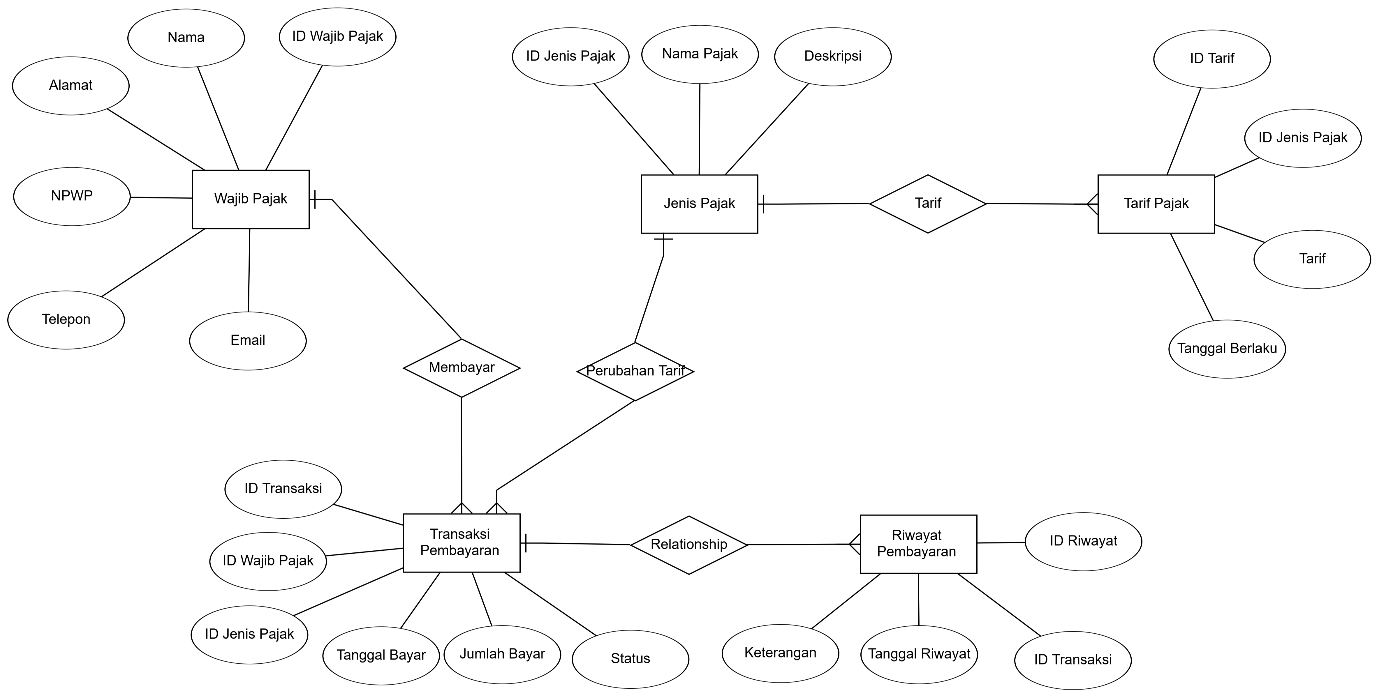 Nama
ID Wajib Pajak
Alamat
NPWP
Wajib Pajak
Telepon
Email
Membayar
ID Jenis Pajak
Nama Pajak
Deskripsi
Jenis Pajak
Tarif
Perubahan Tarif
ID Tarif
ID Jenis Pajak
Tarif Pajak
Tarif
Tanggal Berlaku
ID Transaksi
ID Wajib Pajak
ID Jenis Pajak
Transaksi
Pembayaran
Tanggal Bayar
Jumlah Bayar
Status
Relationship
Riwayat
Pembayaran
ID Riwayat
Keterangan
Tanggal Riwayat
ID Transaksi